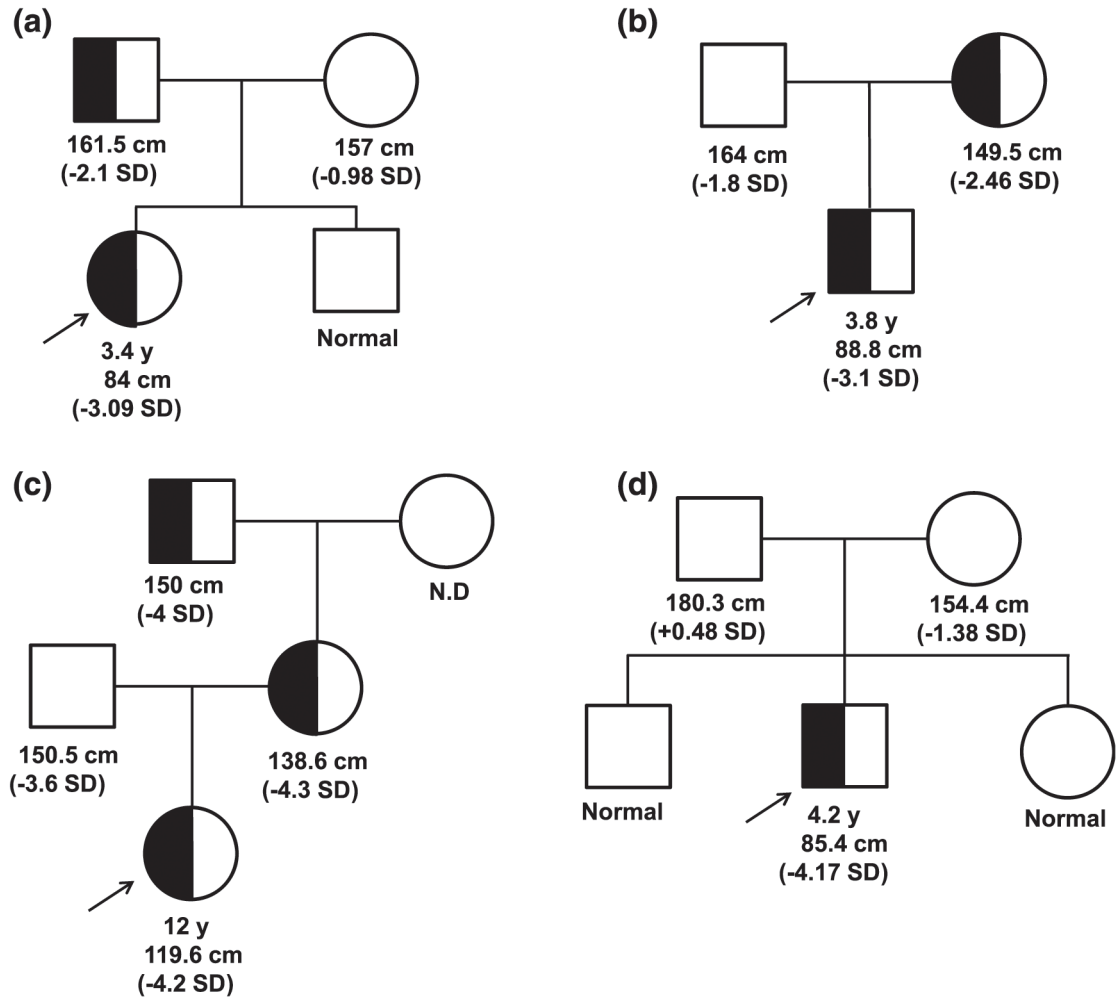 (a)
161.5 cm
(-2.1 SD)
157 cm
(-0.98 SD)
3.4 y
84 cm
(-3.09 SD)
Normal
(b)
164 cm
(-1.8 SD)
149.5 cm
(-2.46 SD)
3.8 y
88.8 cm
(-3.1 SD)
(c)
150 cm
(-4 SD)
N.D
150.5 cm
(-3.6 SD)
138.6 cm
(-4.3 SD)
12 y
119.6 cm
(-4.2 SD)
(d)
180.3 cm
(+0.48 SD)
154.4 cm
(-1.38 SD)
Normal
4.2 y
85.4 cm
(-4.17 SD)
Normal